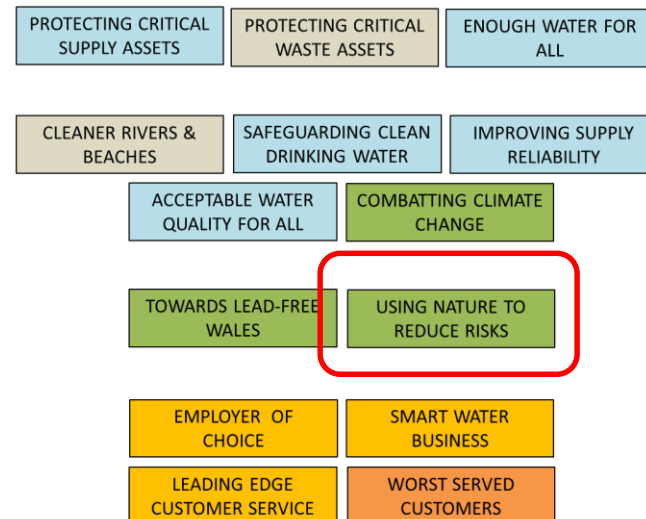 PROTECTING CRITICAL
SUPPLY ASSETS
PROTECTING CRITICAL
WASTE ASSETS
ENOUGH WATER FOR
ALL
CLEANER RIVERS &
BEACHES
SAFEGUARDING CLEAN
DRINKING WATER
IMPROVING SUPPLY
RELIABILITY
ACCEPTABLE WATER
QUALITY FOR ALL
COMBATTING CLIMATE
CHANGE
TOWARDS LEAD-FREE
WALES
USING NATURE TO
REDUCE RISKS
EMPLOYER OF
CHOICE
SMART WATER
BUSINESS
LEADING EDGE
CUSTOMER SERVICE
WORST SERVED
CUSTOMERS